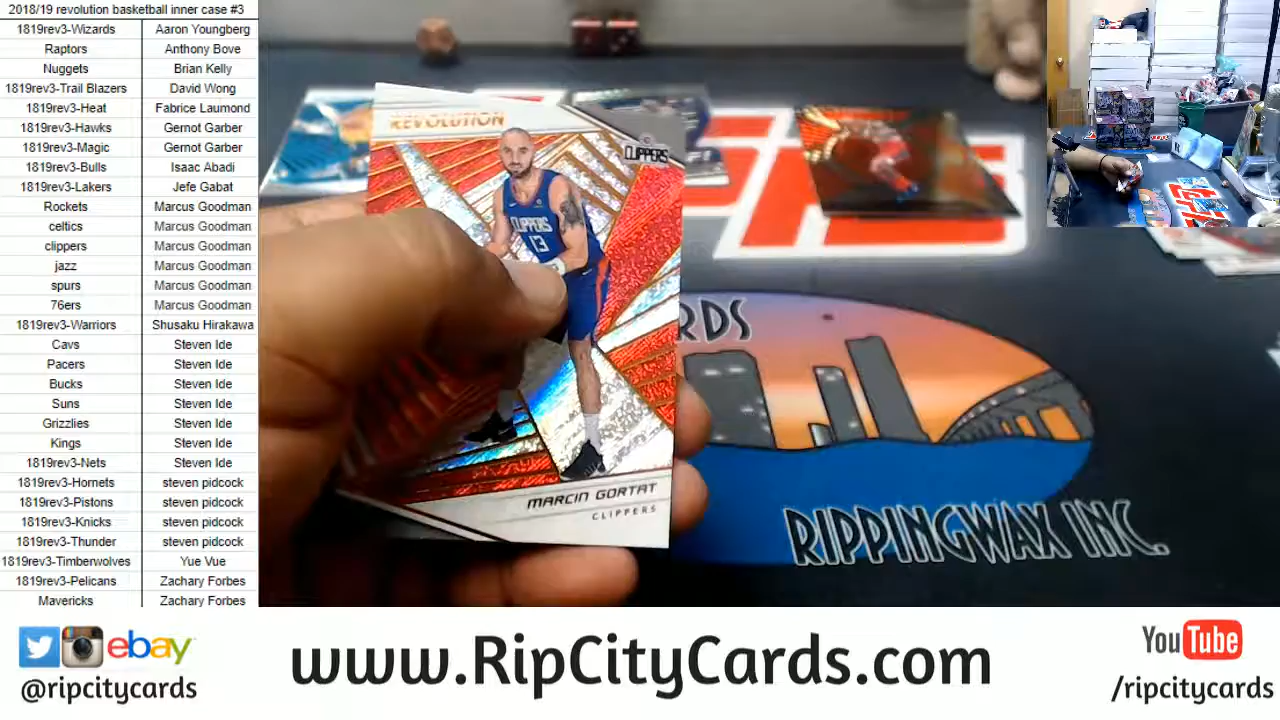 2018/19 revolution basketball inner case #3
1819rev3-Wizards Aaron Youngberg
Raptors Anthony Bove
Nuggets Brian Kelly
1819rev3-Trail Blazers David Wong
1819rev3-Heat Fabrice Laumond
1819rev3-Hawks Gernot Garber
1819rev3-Magic Gernot Garber
1819rev3-Bulls Isaac Abadi
1819rev3-Lakers Jefe Gabat
Rockets Marcus Goodman
celtics Marcus Goodman
clippers Marcus Goodman
jazz Marcus Goodman
spurs Marcus Goodman
76ers Marcus Goodman
1819rev3-Warriors Shusaku Hirakawa
Cavs Steven Ide
Pacers Steven Ide
Bucks Steven Ide
Suns Steven Ide
Grizzlies Steven Ide
Kings Steven Ide
1819rev3-Nets Steven Ide
1819rev3-Hornets steven pidcock
1819rev3-Pistons steven pidcock
1819rev3-Knicks steven pidcock
1819rev3-Thunder steven pidcock
1819rev3-Timberwolves Yue Vue
1819rev3-Pelicans Zachary Forbes
Mavericks Zachary Forbes
REVOLUTION
CLIPPERS
CLIPPERS
13
MARCIN GORTAT
CLIPPERS
RDS
RIPPINGWAX INC.
ebay
@ripcitycards
www.RipCityCards.com
YouTube
/ripcitycards